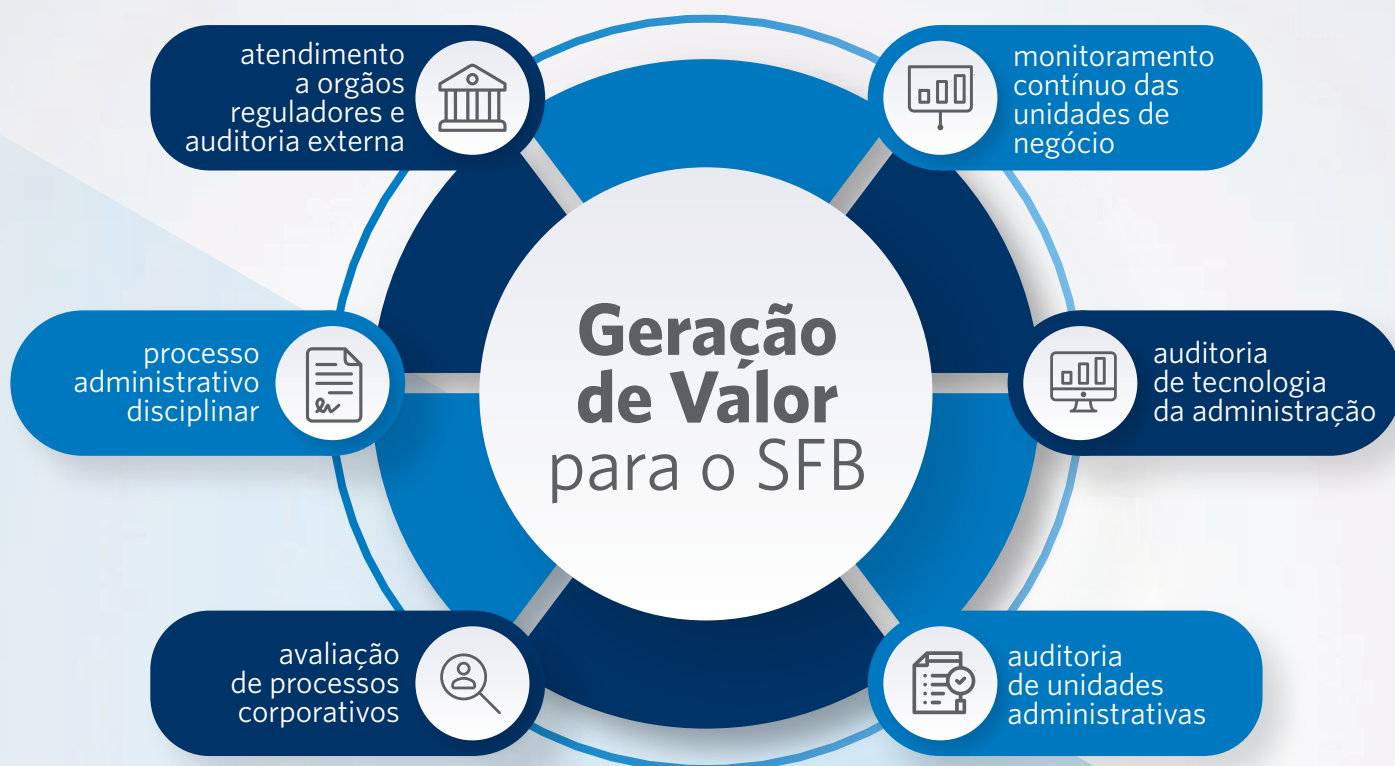 atendimento
a orgãos
reguladores e
auditoria externa
monitoramento
contínuo das
unidades de
negócio
processo
administrativo
disciplinar
Geração
de Valor
para o SFB
auditoria
de tecnologia
da administração
avaliação
de processos
corporativos
auditoria
de unidades
administrativas